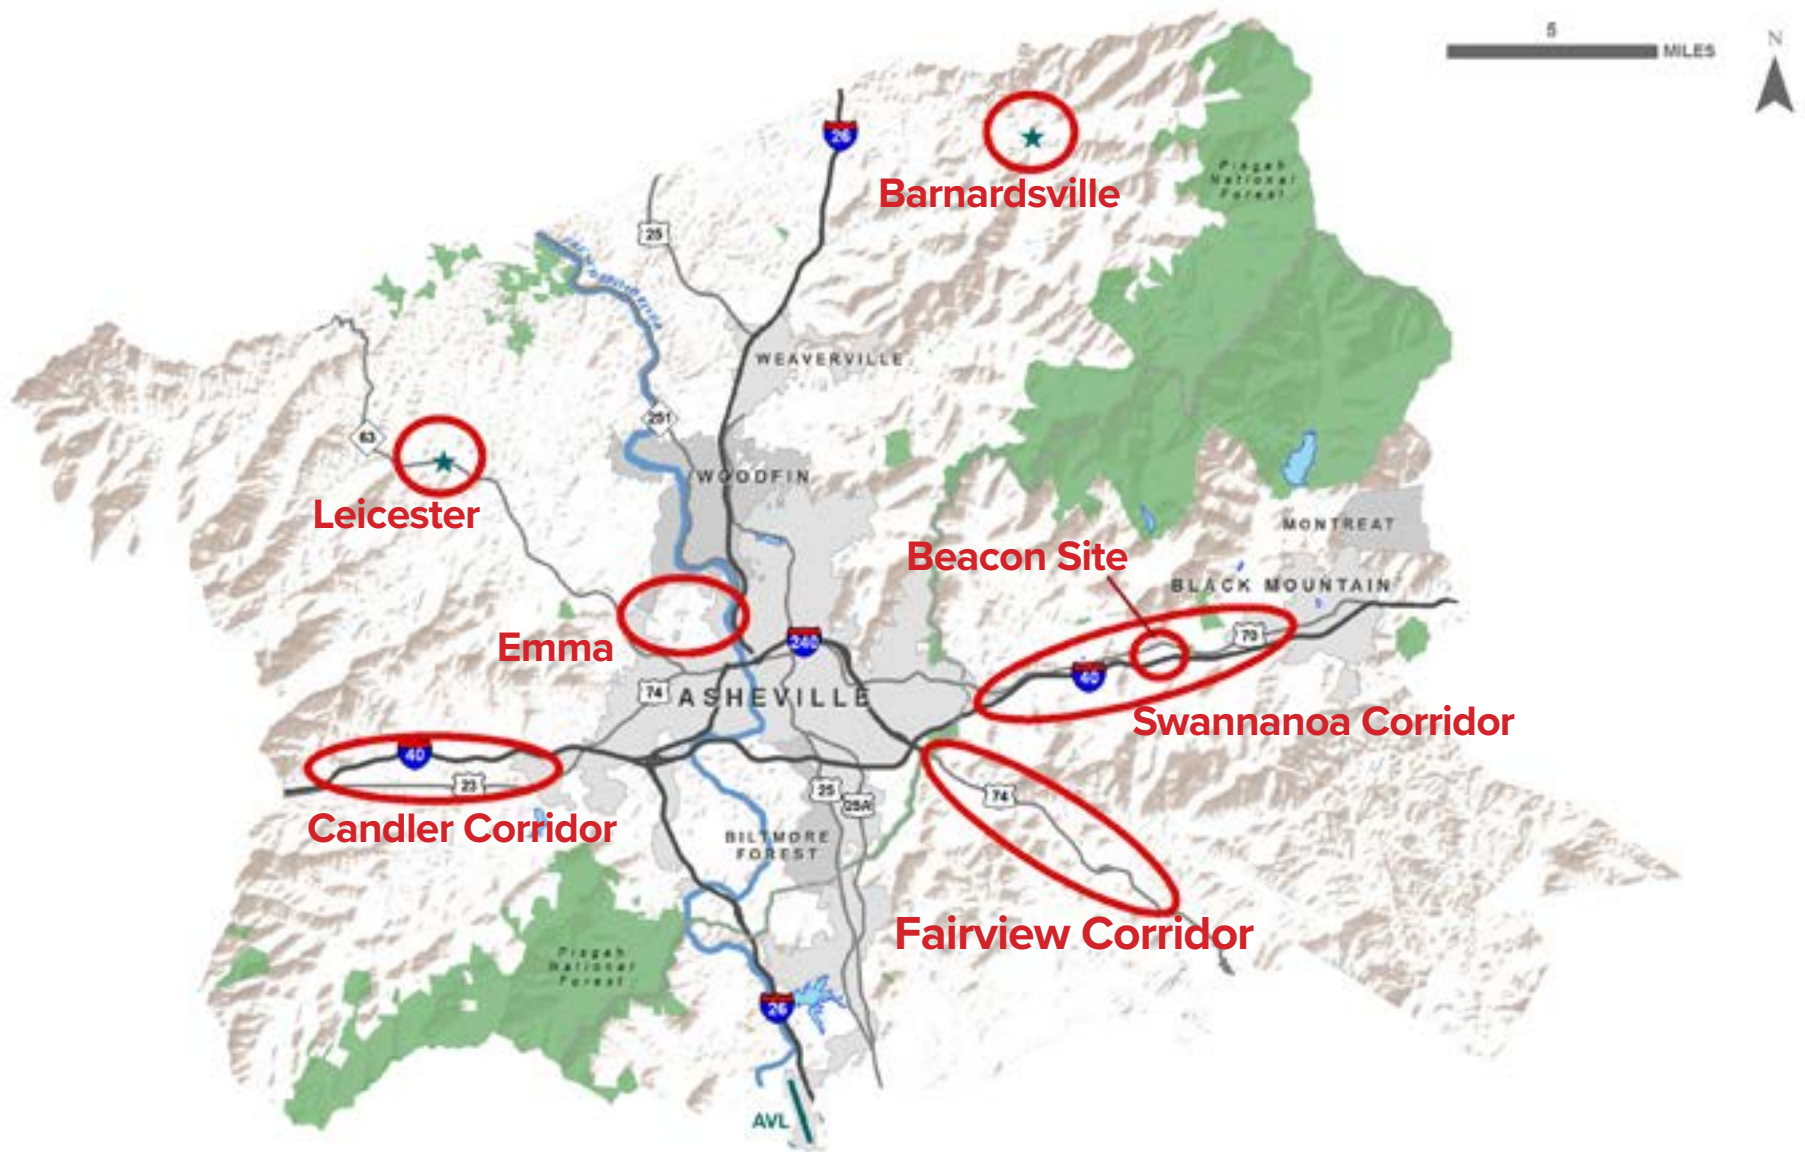 5
MILES
N
26
Barnardsville
Pisgah
National
Forest
25
WEAVERVILLE
251
63
WOODFIN
Leicester
MONTREAT
Beacon Site
BLACK MOUNTAIN
Emma
240
70
40
74
ASHEVILLE
Swannanoa Corridor
40
23
74
25
25A
Candler Corridor
BILTMORE
FOREST
Fairview Corridor
Pisgah
National
Forest
26
AVL